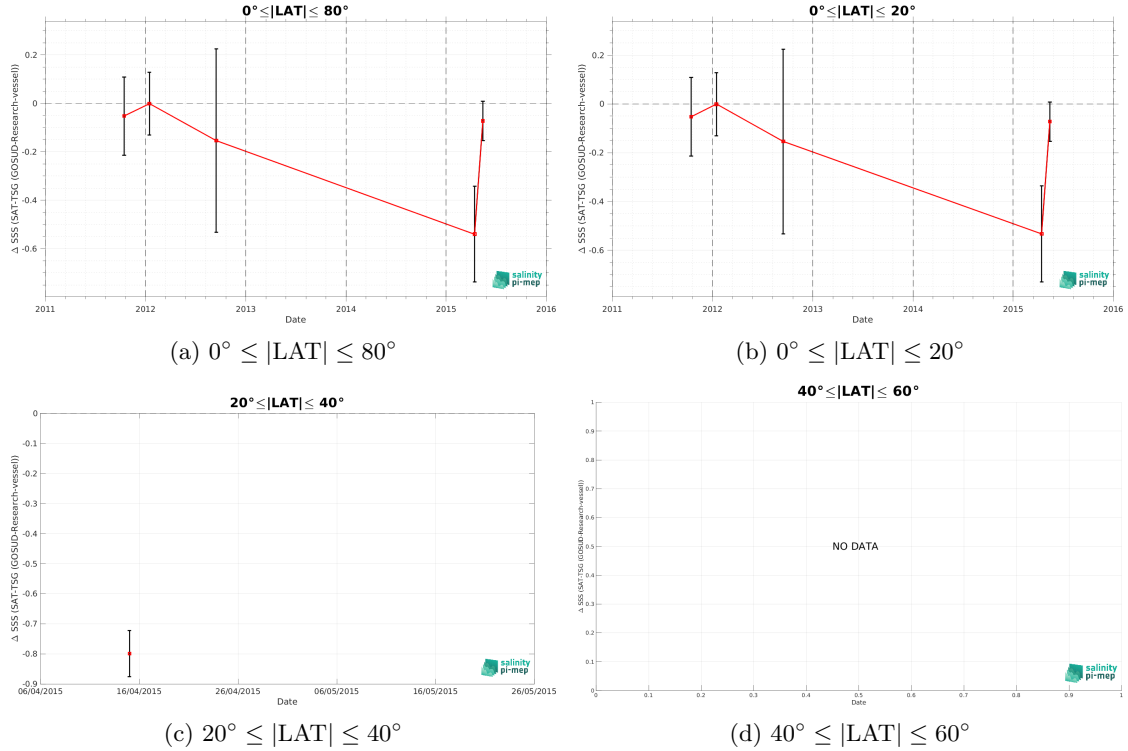 0°≤|LAT|≤ 80°
Δ SSS (SAT-TSG (GOSUD-Research-vessel))
0.2
0
-0.2
-0.4
-0.6
2011 2012 2013 2014 2015 2016
Date
salinity
pi-mep
(a) 0° ≤ |LAT| ≤ 80°
0°≤|LAT|≤ 20°
Δ SSS (SAT-TSG (GOSUD-Research-vessel))
0.2
0
-0.2
-0.4
-0.6
2011 2012 2013 2014 2015 2016
Date
salinity
pi-mep
(b) 0° ≤ |LAT| ≤ 20°
20°≤|LAT|≤ 40°
Δ SSS (SAT-TSG (GOSUD-Research-vessel))
0
-0.1
-0.2
-0.3
-0.4
-0.5
-0.6
-0.7
-0.8
-0.9
06/04/2015 16/04/2015 26/04/2015 06/05/2015 16/05/2015 26/05/2015
Date
salinity
pi-mep
(c) 20° ≤ |LAT| ≤ 40°
40°≤|LAT|≤ 60°
Δ SSS (SAT-TSG (GOSUD-Research-vessel))
1
0.9
0.8
0.7
0.6
0.5
0.4
0.3
0.2
0.1
0
NO DATA
0 0.1 0.2 0.3 0.4 0.5 0.6 0.7 0.8 0.9 1
Date
salinity
pi-mep
(d) 40° ≤ |LAT| ≤ 60°